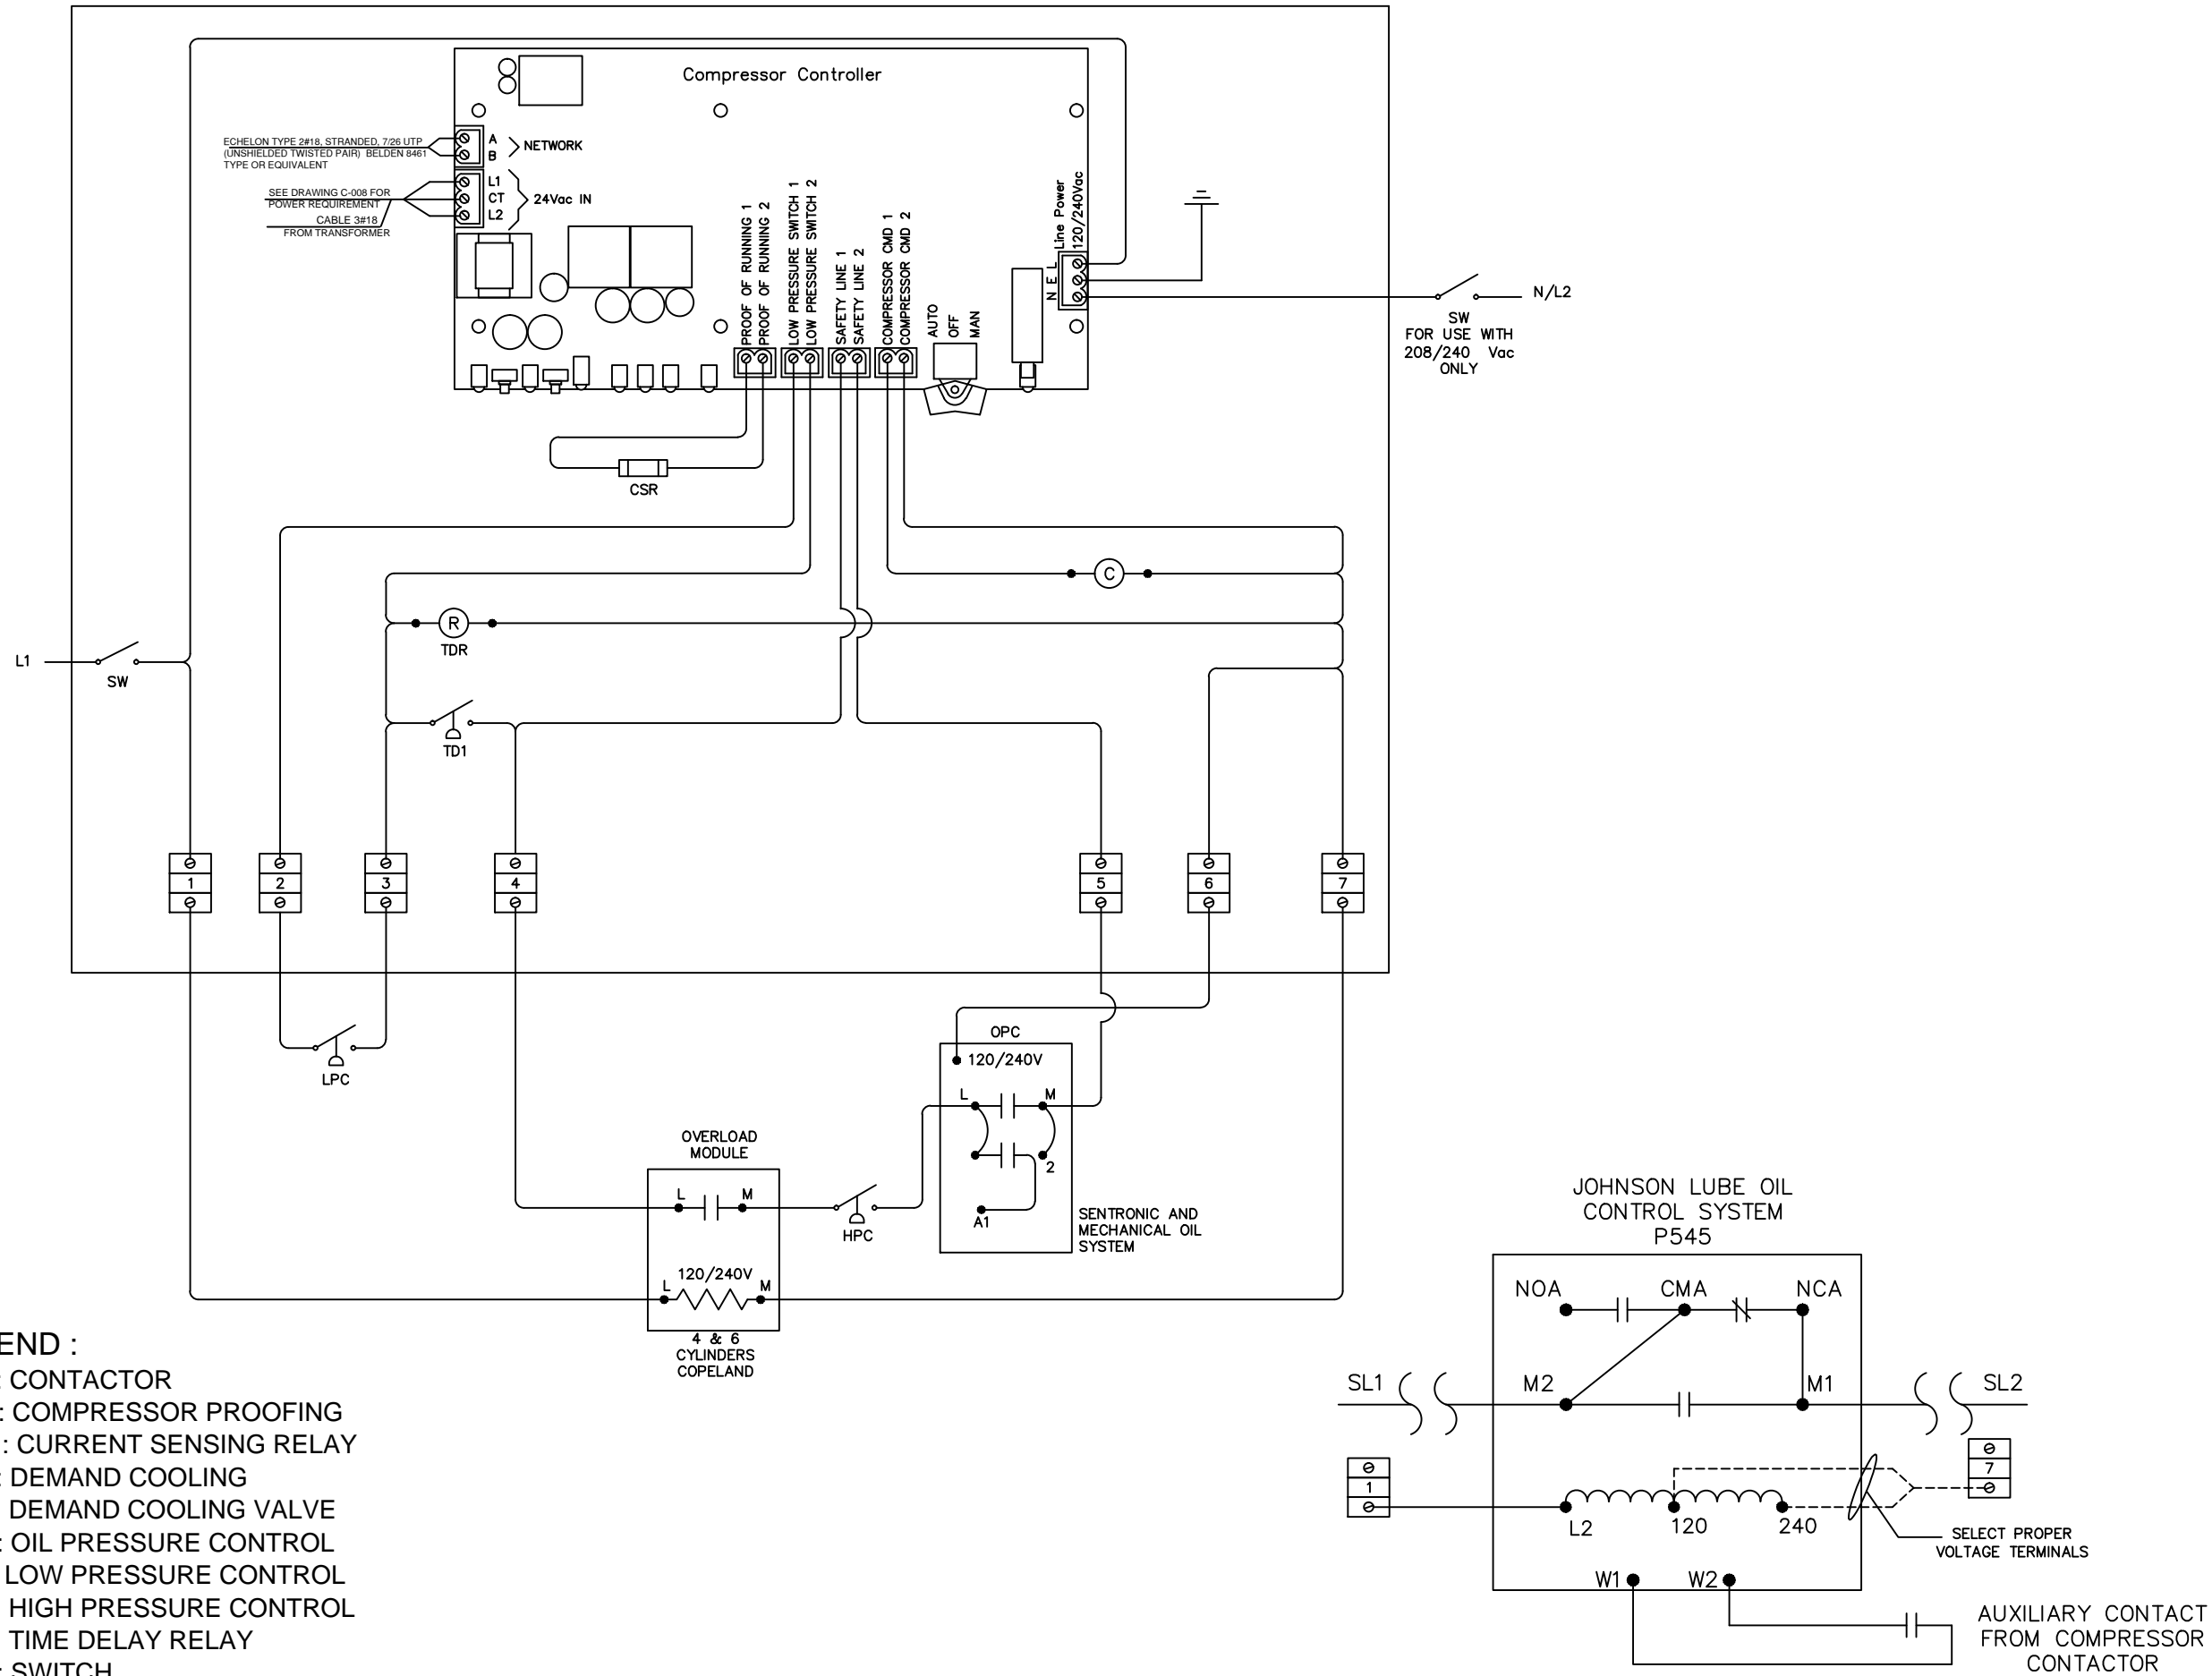 Compressor Controller
ECHELON TYPE 2#18, STRANDED, 7/26 UTP
(UNSHIELDED TWISTED PAIR) BELDEN 8461
TYPE OR EQUIVALENT
A
B
NETWORK
SEE DRAWING C-008 FOR
POWER REQUIREMENT
CABLE 3#18
FROM TRANSFORMER
L1
CT
L2
24Vac IN
PROOF OF RUNNING 1
PROOF OF RUNNING 2
LOW PRESSURE SWITCH 1
LOW PRESSURE SWITCH 2
SAFETY LINE 1
SAFETY LINE 2
COMPRESSOR CMD 1
COMPRESSOR CMD 2
AUTO
OFF
MAN
N E L
Line Power
120/240Vac
N/L2
SW
FOR USE WITH
208/240 Vac
ONLY
CSR
C
R
TDR
L1
SW
TD1
1
2
3
4
5
6
7
LPC
OPC
120/240V
L
M
2
A1
SENTRONIC AND
MECHANICAL OIL
SYSTEM
OVERLOAD
MODULE
L
M
HPC
120/240V
L
M
4 & 6
CYLINDERS
COPELAND
END :
: CONTACTOR
: COMPRESSOR PROOFING
: CURRENT SENSING RELAY
: DEMAND COOLING
DEMAND COOLING VALVE
: OIL PRESSURE CONTROL
LOW PRESSURE CONTROL
HIGH PRESSURE CONTROL
TIME DELAY RELAY
: SWITCH
JOHNSON LUBE OIL
CONTROL SYSTEM
P545
NOA
CMA
NCA
SL1
M2
M1
SL2
1
7
L2
120
240
SELECT PROPER
VOLTAGE TERMINALS
W1
W2
AUXILIARY CONTACT
FROM COMPRESSOR
CONTACTOR